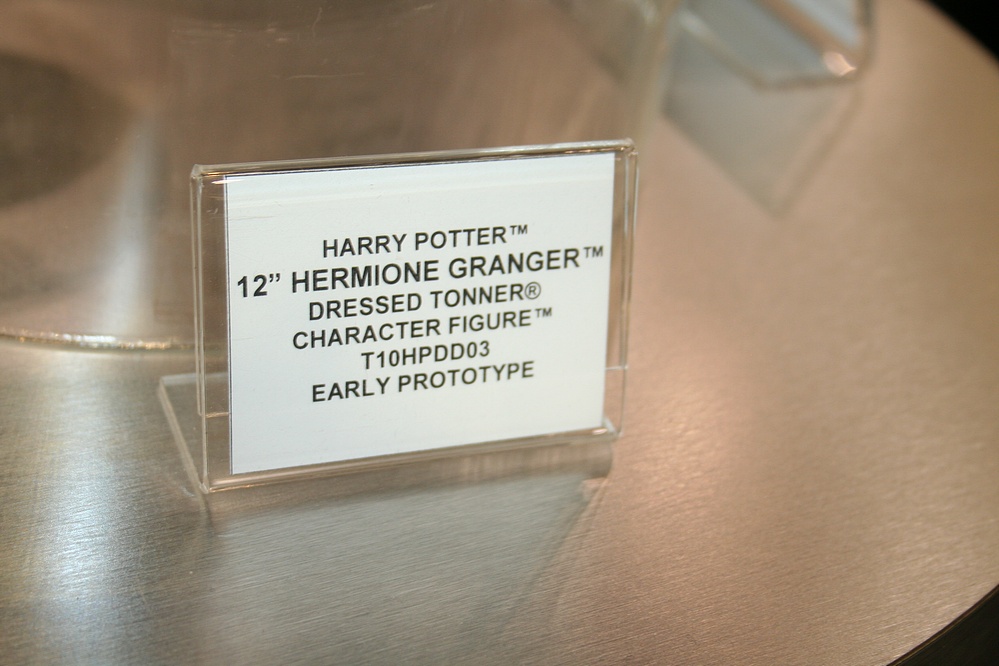 HARRY POTTER™
12” HERMIONE GRANGER™
DRESSED TONNER®
CHARACTER FIGURE™
T10HPDD03
EARLY PROTOTYPE